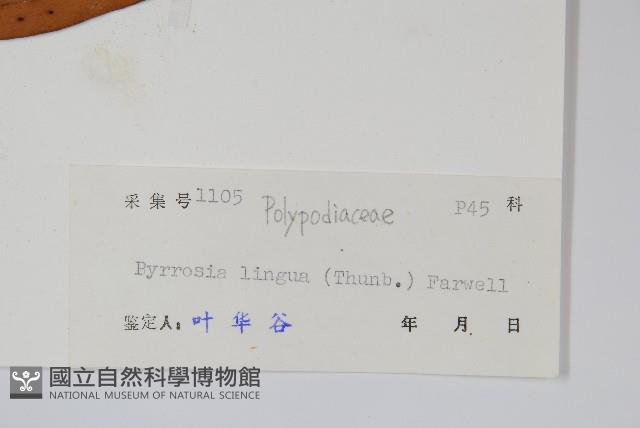 采集号 1105 Polypodiaceae P45 科
Pyrrosia lingua (Thunb.) Farwell
鉴定人: 叶华谷 年 月 日
國立自然科學博物館
NATIONAL MUSEUM OF NATURAL SCIENCE